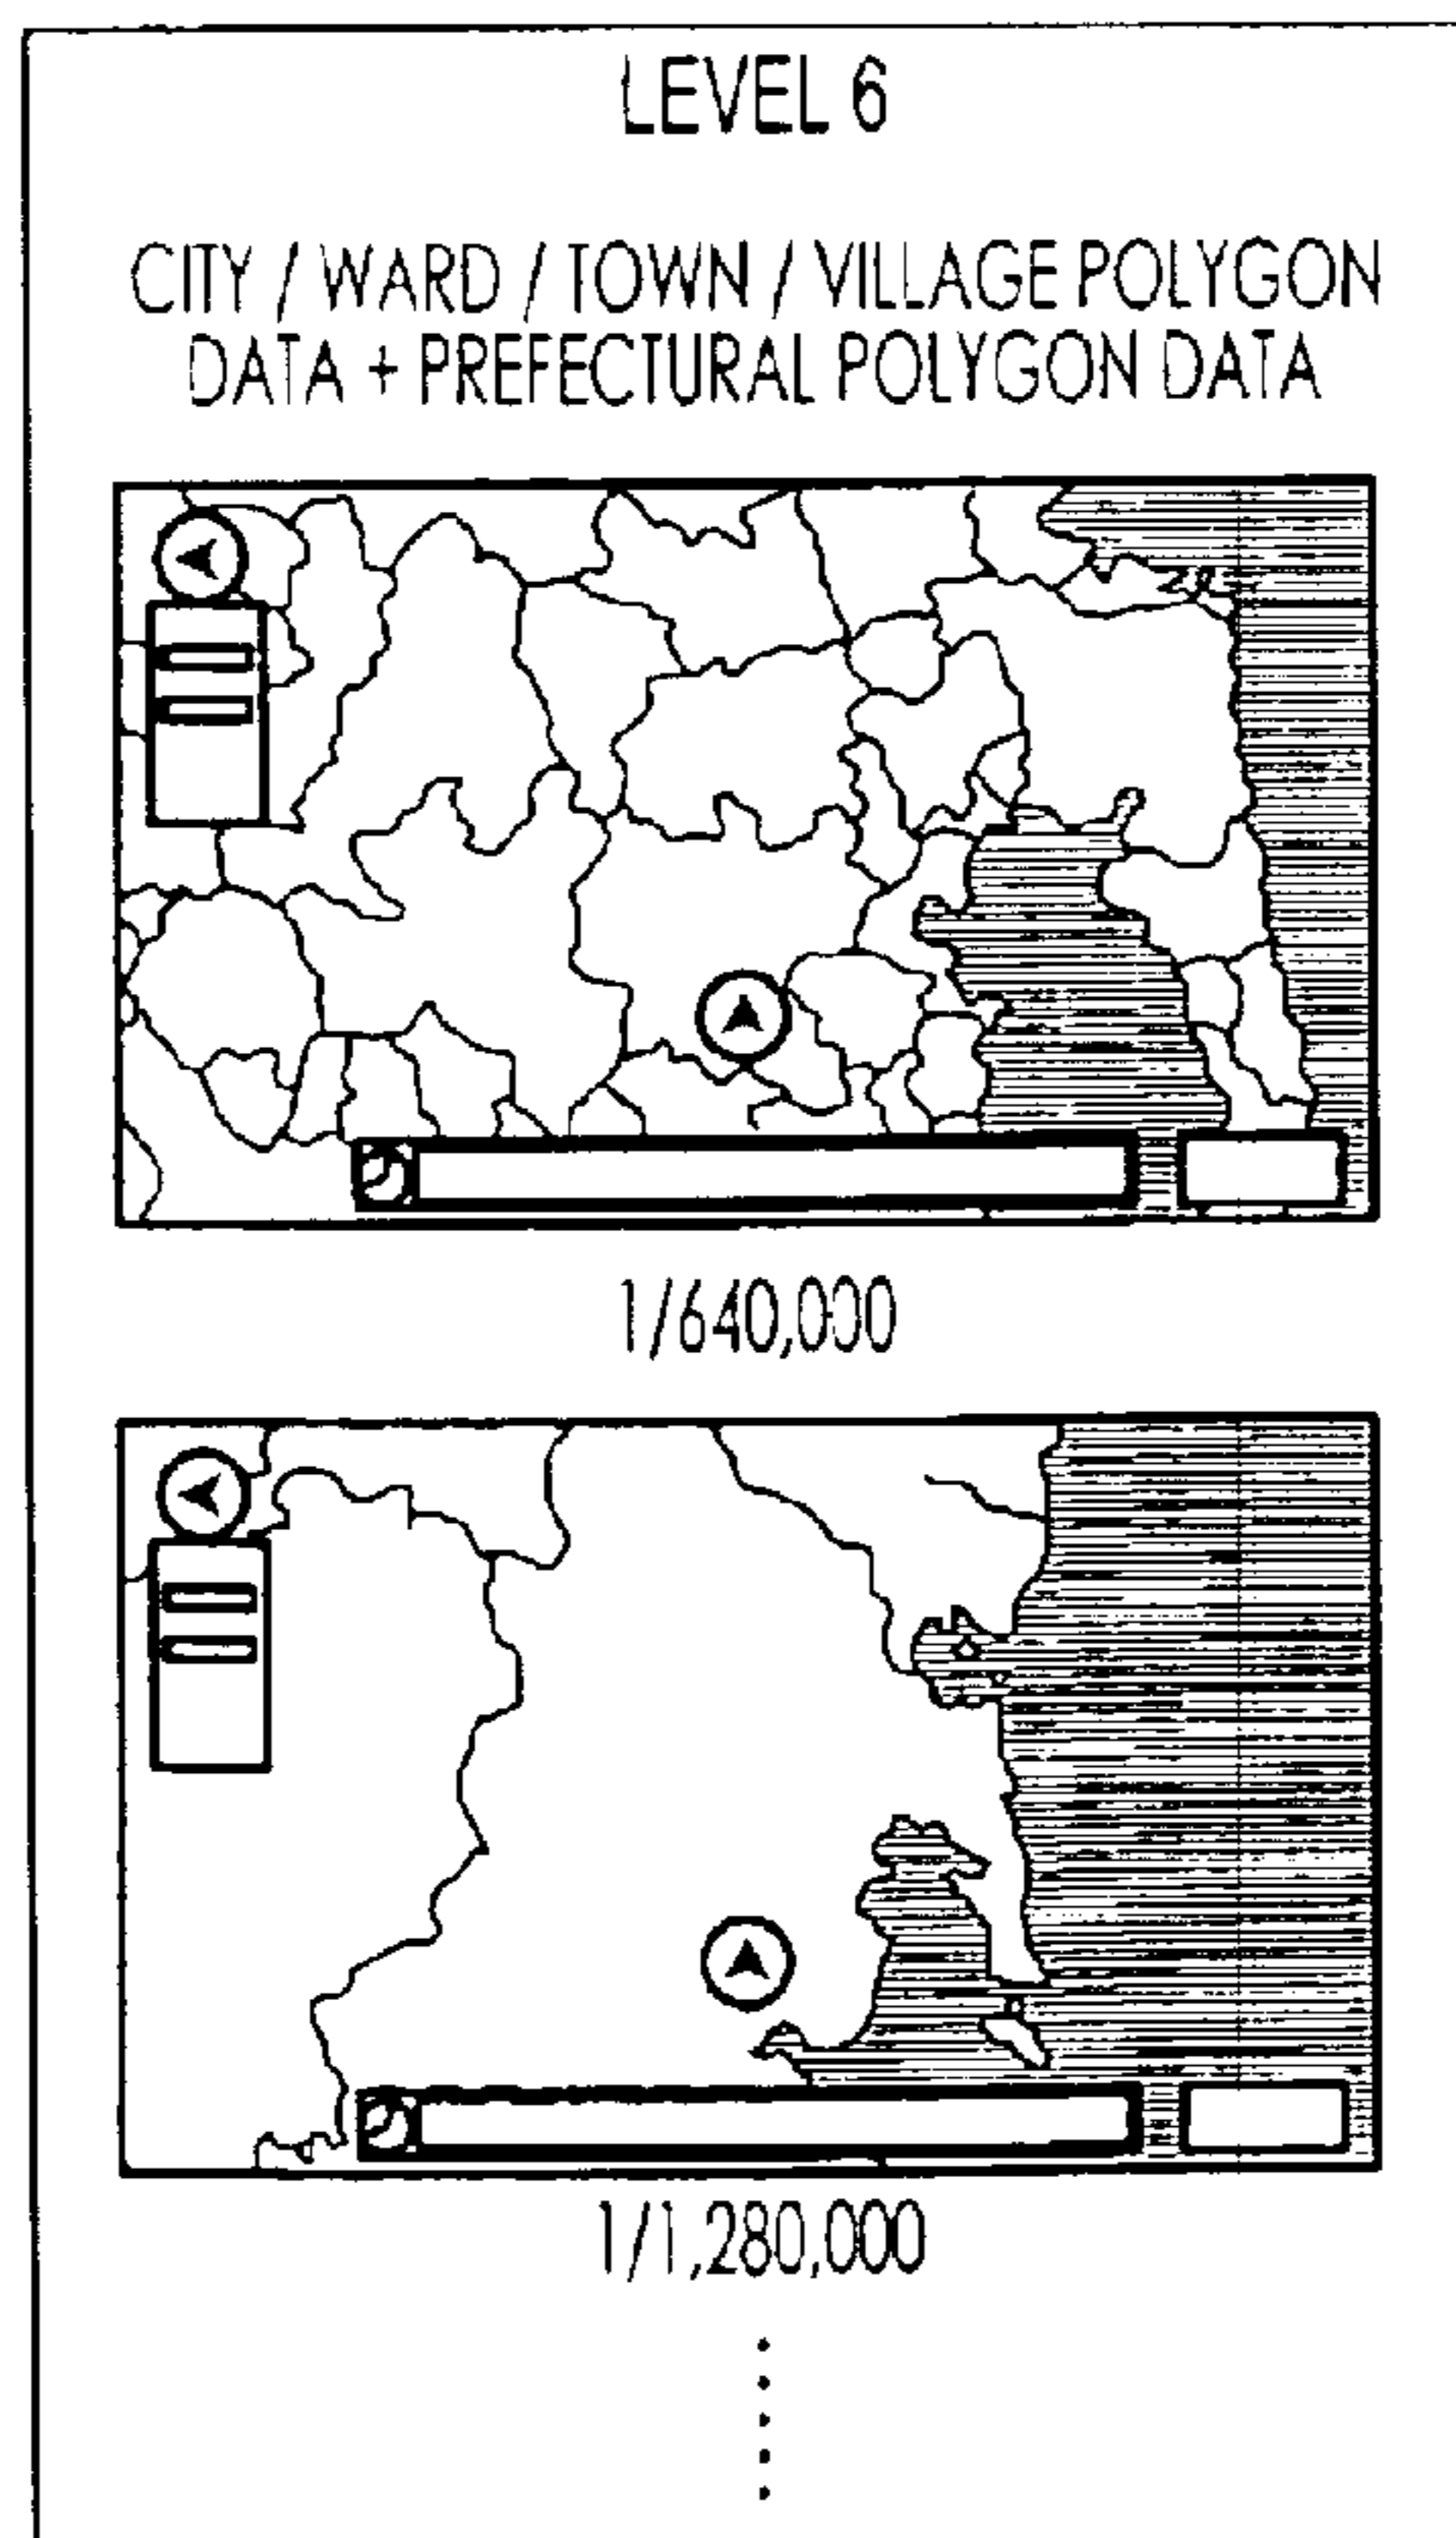 LEVEL 6
CITY / WARD / TOWN / VILLAGE POLYGON
DATA + PREFECTURAL POLYGON DATA
1/640,000
1/1,280,000